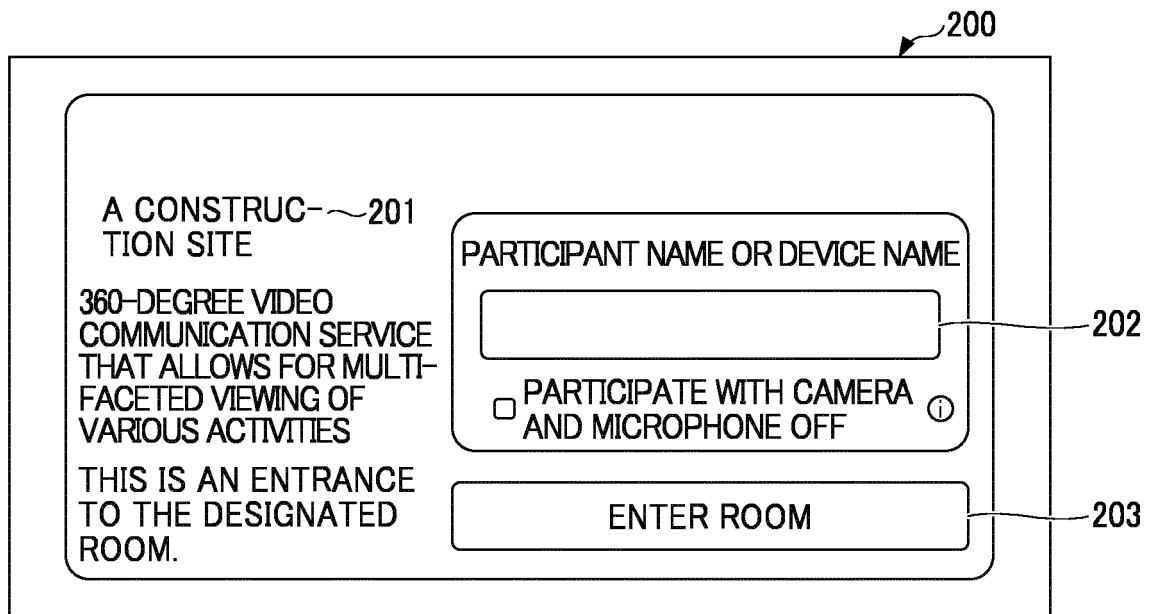 200
A CONSTRUC- 201
TION SITE
360-DEGREE VIDEO
COMMUNICATION SERVICE
THAT ALLOWS FOR MULTI-
FACETED VIEWING OF
VARIOUS ACTIVITIES
THIS IS AN ENTRANCE
TO THE DESIGNATED
ROOM.
PARTICIPANT NAME OR DEVICE NAME
202
PARTICIPATE WITH CAMERA
AND MICROPHONE OFF
ENTER ROOM
203